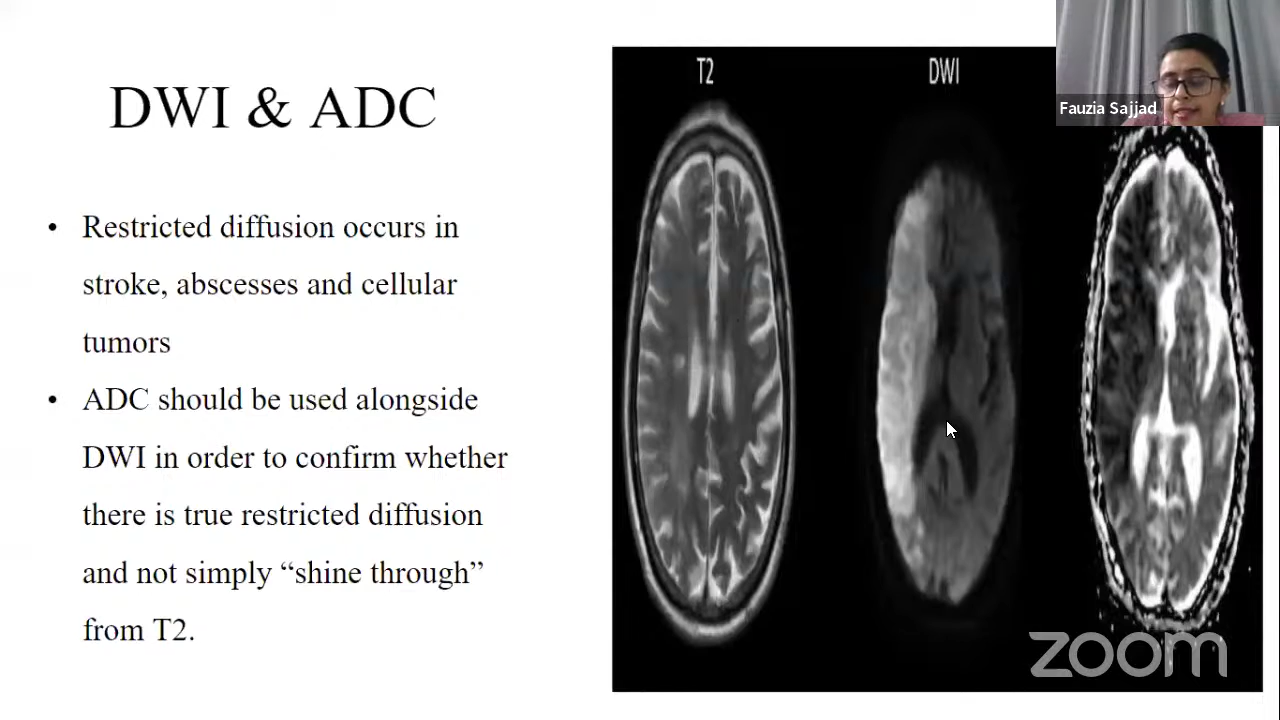 DWI & ADC
• Restricted diffusion occurs in
stroke, abscesses and cellular
tumors
• ADC should be used alongside
DWI in order to confirm whether
there is true restricted diffusion
and not simply “shine through”
from T2.
T2
DWI
Fauzia Sajjad
zoom